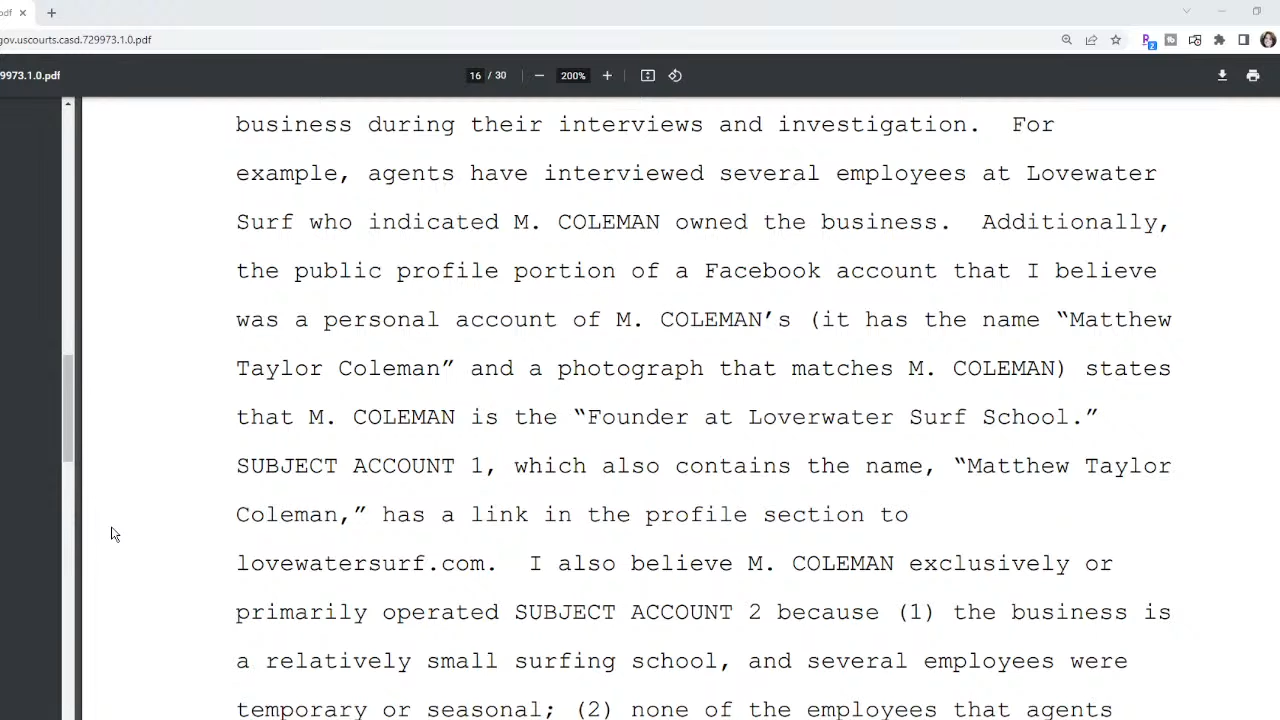 pdf
gov.uscourts.casd.729973.1.0.pdf
2
9973.1.0.pdf
16 / 30
200%
business during their interviews and investigation. For
example, agents have interviewed several employees at Lovewater
Surf who indicated M. COLEMAN owned the business. Additionally,
the public profile portion of a Facebook account that I believe
was a personal account of M. COLEMAN’s (it has the name “Matthew
Taylor Coleman” and a photograph that matches M. COLEMAN) states
that M. COLEMAN is the “Founder at Loverwater Surf School.”
SUBJECT ACCOUNT 1, which also contains the name, “Matthew Taylor
Coleman,” has a link in the profile section to
lovewatersurf.com. I also believe M. COLEMAN exclusively or
primarily operated SUBJECT ACCOUNT 2 because (1) the business is
a relatively small surfing school, and several employees were
temporary or seasonal; (2) none of the employees that agents